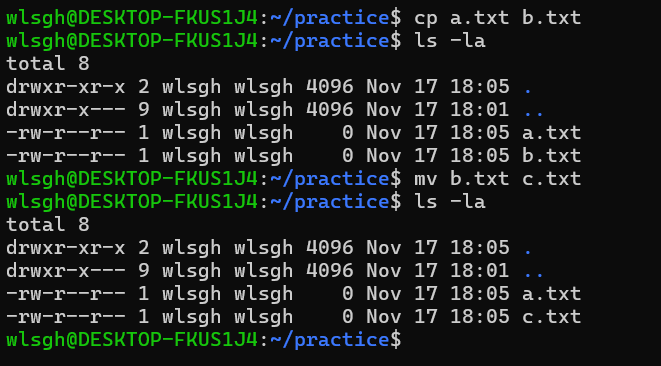 wlsgh@DESKTOP-FKUS1J4:~/practice$ cp a.txt b.txt
wlsgh@DESKTOP-FKUS1J4:~/practice$ ls -la
total 8
drwxr-xr-x 2 wlsgh wlsgh 4096 Nov 17 18:05 .
drwxr-x--- 9 wlsgh wlsgh 4096 Nov 17 18:01 ..
-rw-r--r-- 1 wlsgh wlsgh    0 Nov 17 18:05 a.txt
-rw-r--r-- 1 wlsgh wlsgh    0 Nov 17 18:05 b.txt
wlsgh@DESKTOP-FKUS1J4:~/practice$ mv b.txt c.txt
wlsgh@DESKTOP-FKUS1J4:~/practice$ ls -la
total 8
drwxr-xr-x 2 wlsgh wlsgh 4096 Nov 17 18:05 .
drwxr-x--- 9 wlsgh wlsgh 4096 Nov 17 18:01 ..
-rw-r--r-- 1 wlsgh wlsgh    0 Nov 17 18:05 a.txt
-rw-r--r-- 1 wlsgh wlsgh    0 Nov 17 18:05 c.txt
wlsgh@DESKTOP-FKUS1J4:~/practice$